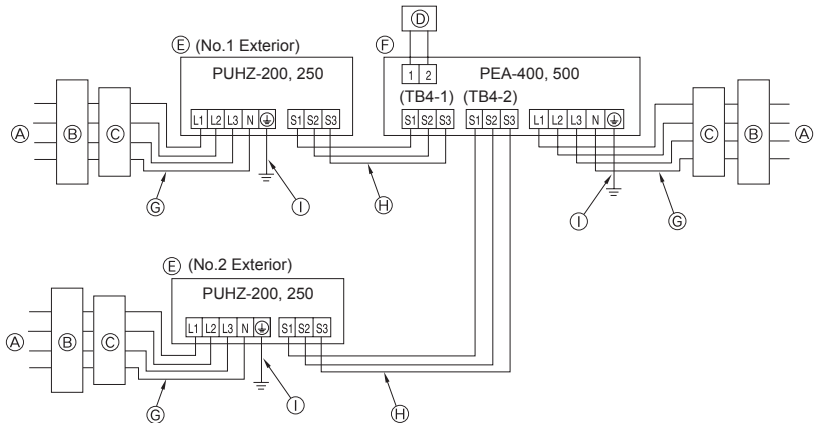 Ⓓ
Ⓔ (No.1 Exterior)
Ⓕ
PUHZ-200, 250
1 2
PEA-400, 500
(TB4-1) (TB4-2)
L1 L2 L3 N S1 S2 S3
S1 S2 S3 S1 S2 S3 L1 L2 L3 N
Ⓐ Ⓑ Ⓒ
Ⓒ Ⓑ Ⓐ
Ⓖ Ⓘ Ⓗ
Ⓘ Ⓖ
Ⓔ (No.2 Exterior)
PUHZ-200, 250
L1 L2 L3 N S1 S2 S3
Ⓐ Ⓑ Ⓒ
Ⓖ Ⓘ Ⓗ